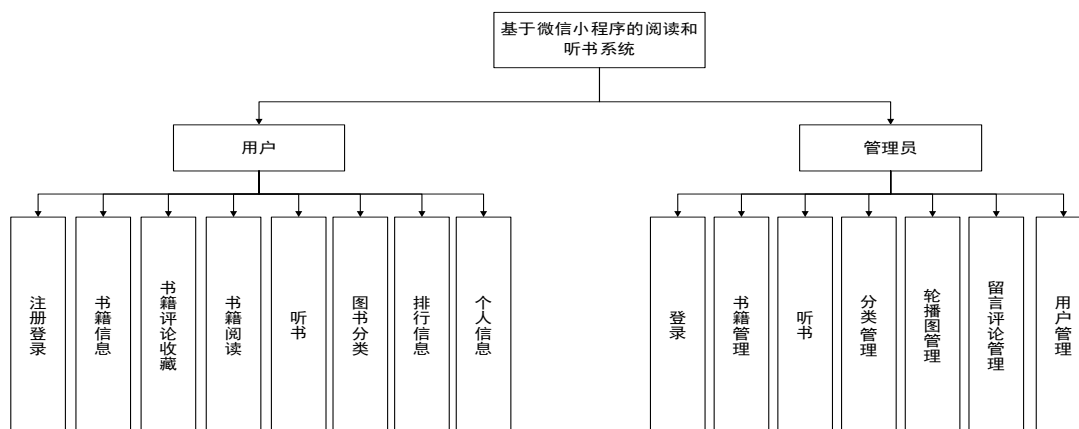 基于微信小程序的阅读和
听书系统
用户
管理员
注册登录
书籍信息
书籍评论收藏
书籍阅读
听书
图书分类
排行信息
个人信息
登录
书籍管理
听书
分类管理
轮播图管理
留言评论管理
用户管理